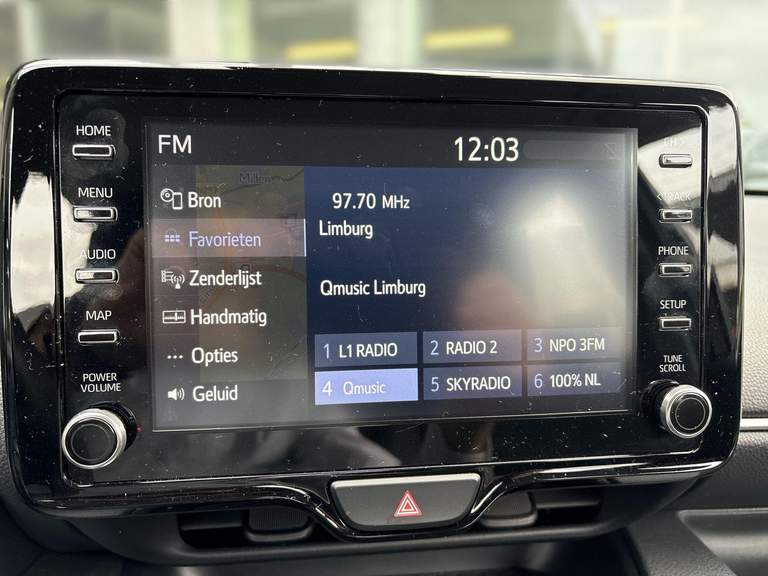 HOME
MENU
AUDIO
MAP
POWER
VOLUME
FM
12:03
Millen
Bron
Favorieten
Zenderlijst
Handmatig
Opties
Geluid
97.70 MHz
Limburg
Qmusic Limburg
1 L1 RADIO
2 RADIO 2
3 NPO 3FM
4 Qmusic
5 SKYRADIO
6 100% NL
TRACK
PHONE
SETUP
TUNE
SCROLL